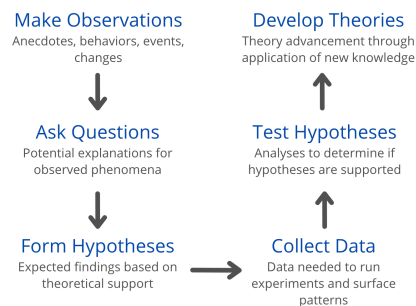 Make Observations
Anecdotes, behaviors, events,
changes
Ask Questions
Potential explanations for
observed phenomena
Form Hypotheses
Expected findings based on
theoretical support
Collect Data
Data needed to run
experiments and surface
patterns
Test Hypotheses
Analyses to determine if
hypotheses are supported
Develop Theories
Theory advancement through
application of new knowledge